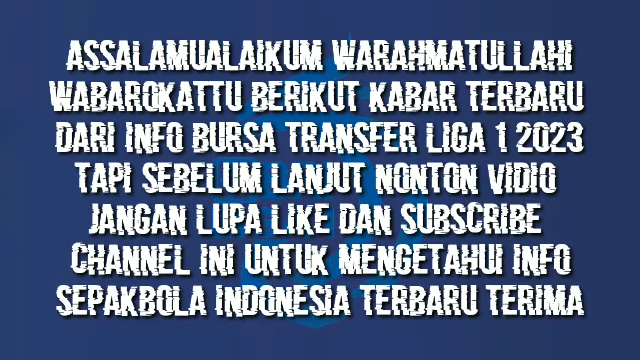 ASSALAMUALAIKUM WARAHMATULLAHI
WABAROKATTU BERIKUT KABAR TERBARU
DARI INFO BURSA TRANSFER LIGA 1 2023
TAPI SEBELUM LANJUT NONTON VIDIO
JANGAN LUPA LIKE DAN SUBSCRIBE
CHANNEL INI UNTUK MENGETAHUI INFO
SEPAKBOLA INDONESIA TERBARU TERIMA